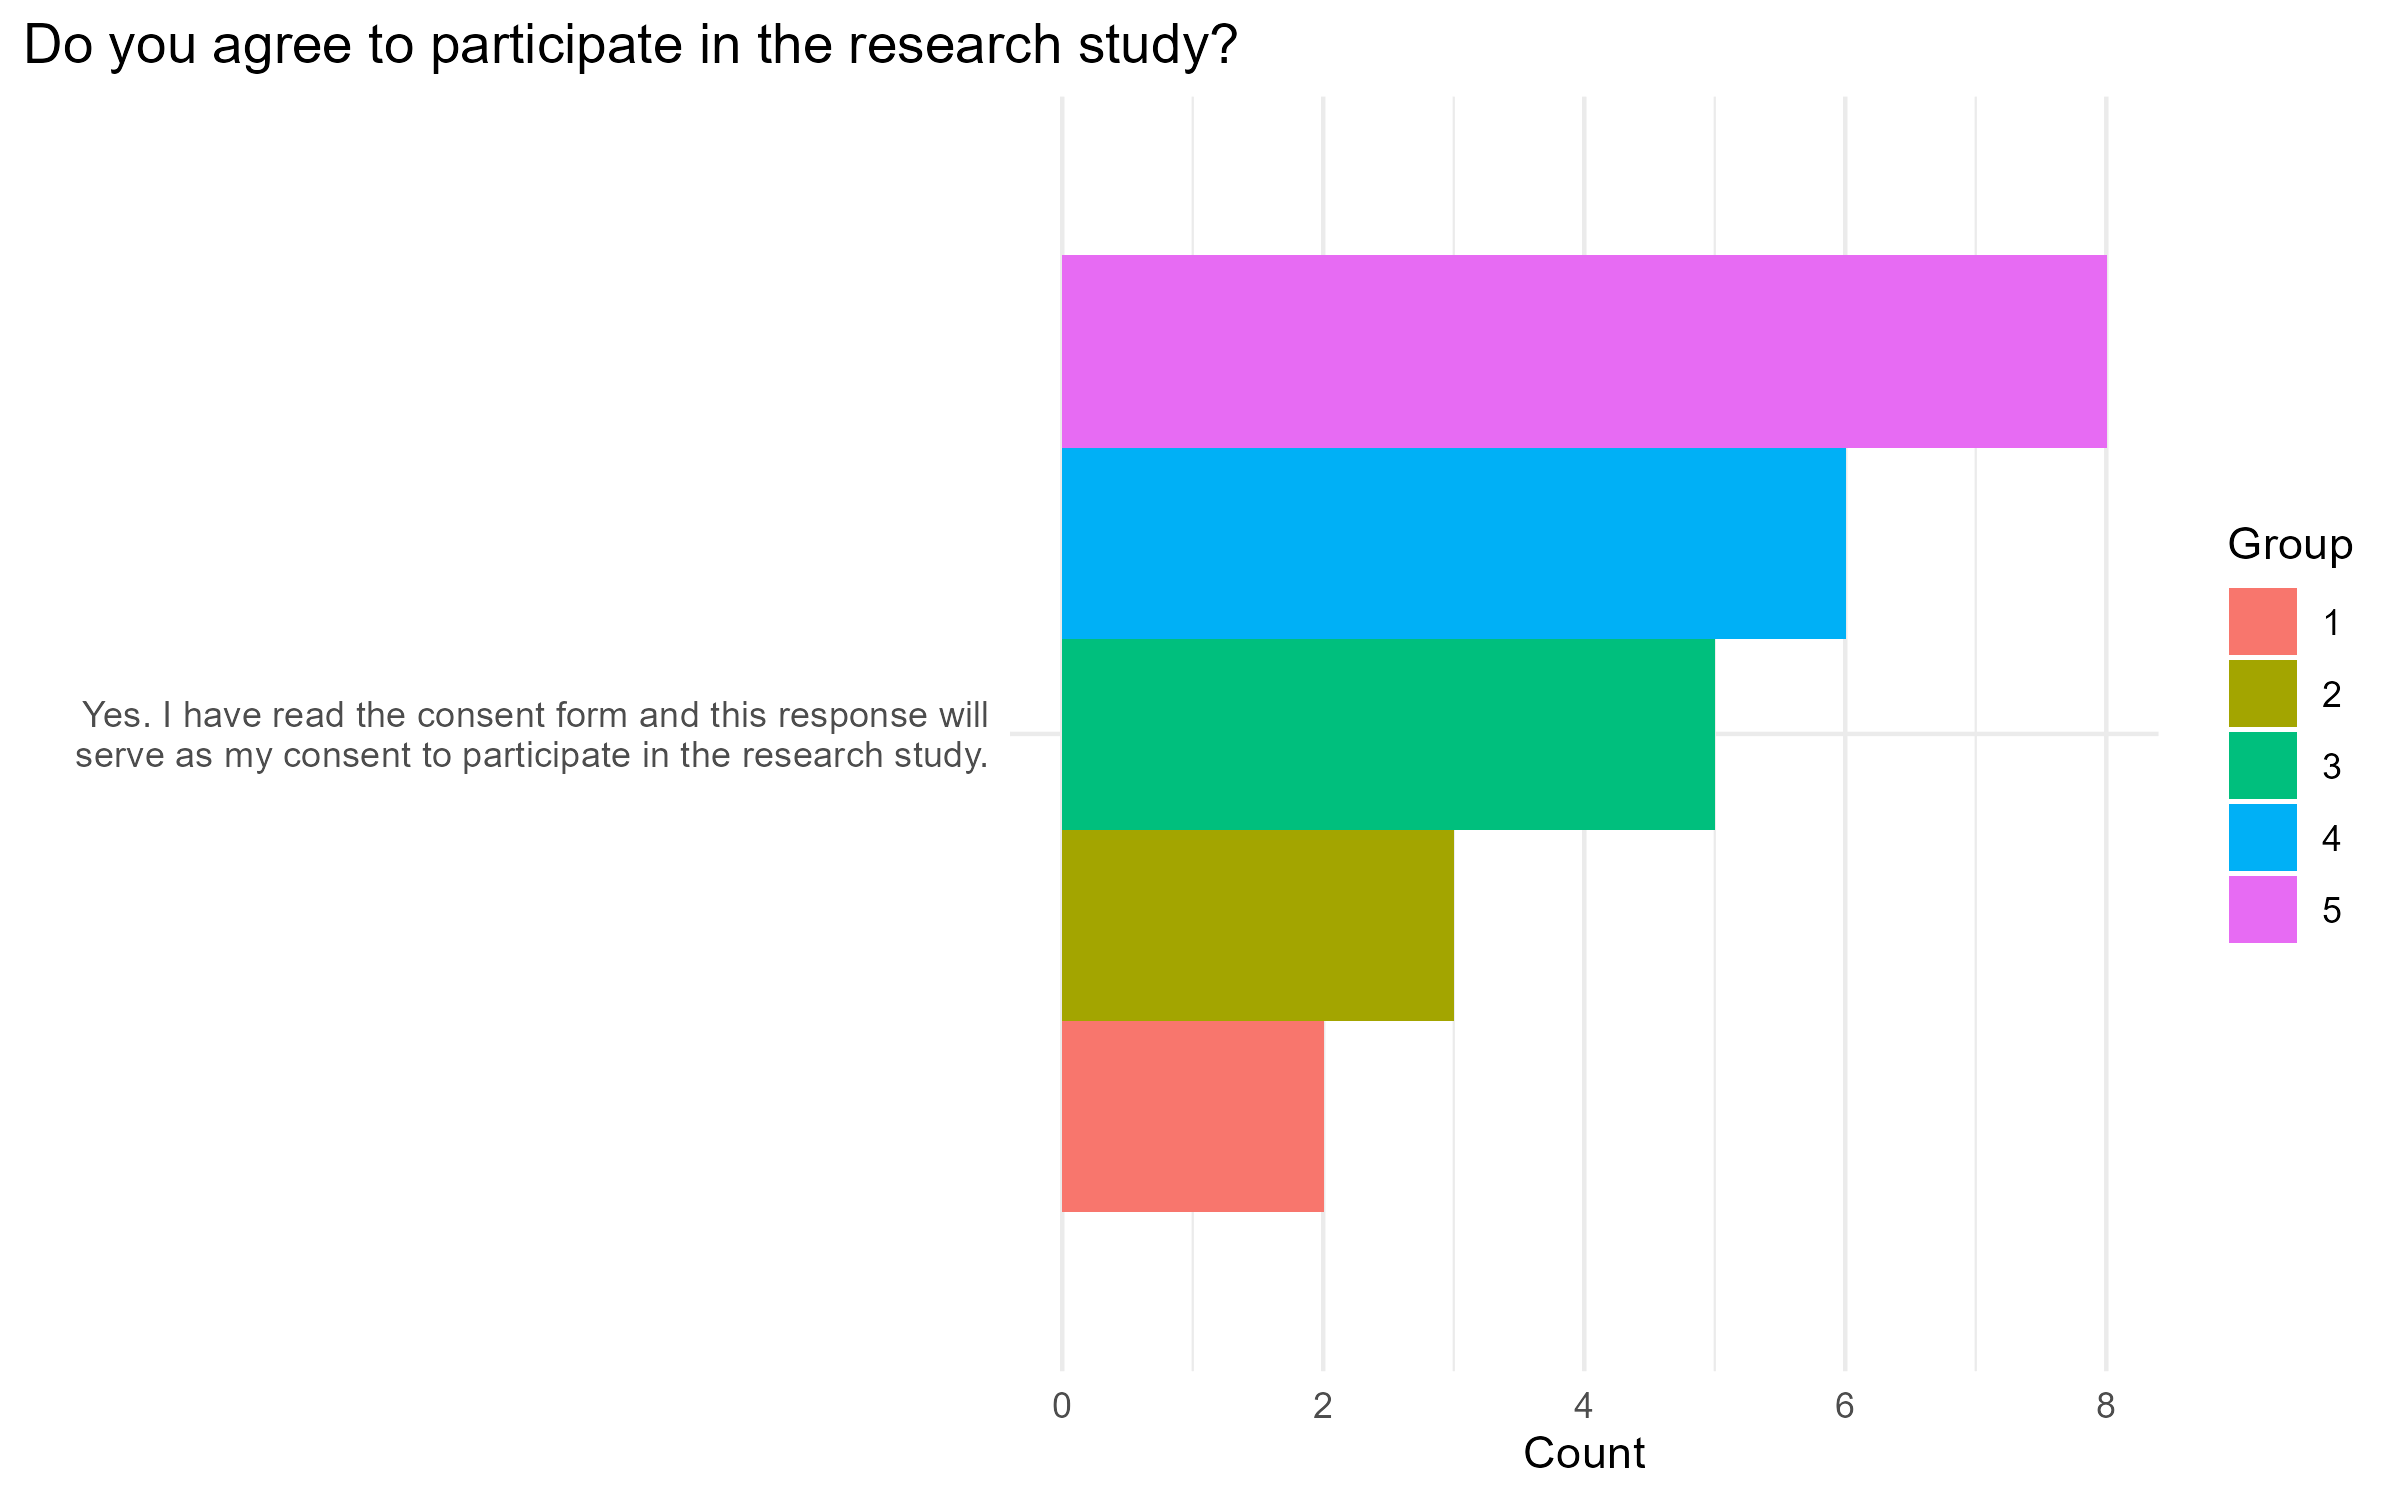 Do you agree to participate in the research study?
Yes. I have read the consent form and this response will
serve as my consent to participate in the research study.
Group
1
2
3
4
5
0 2 4 6 8
Count